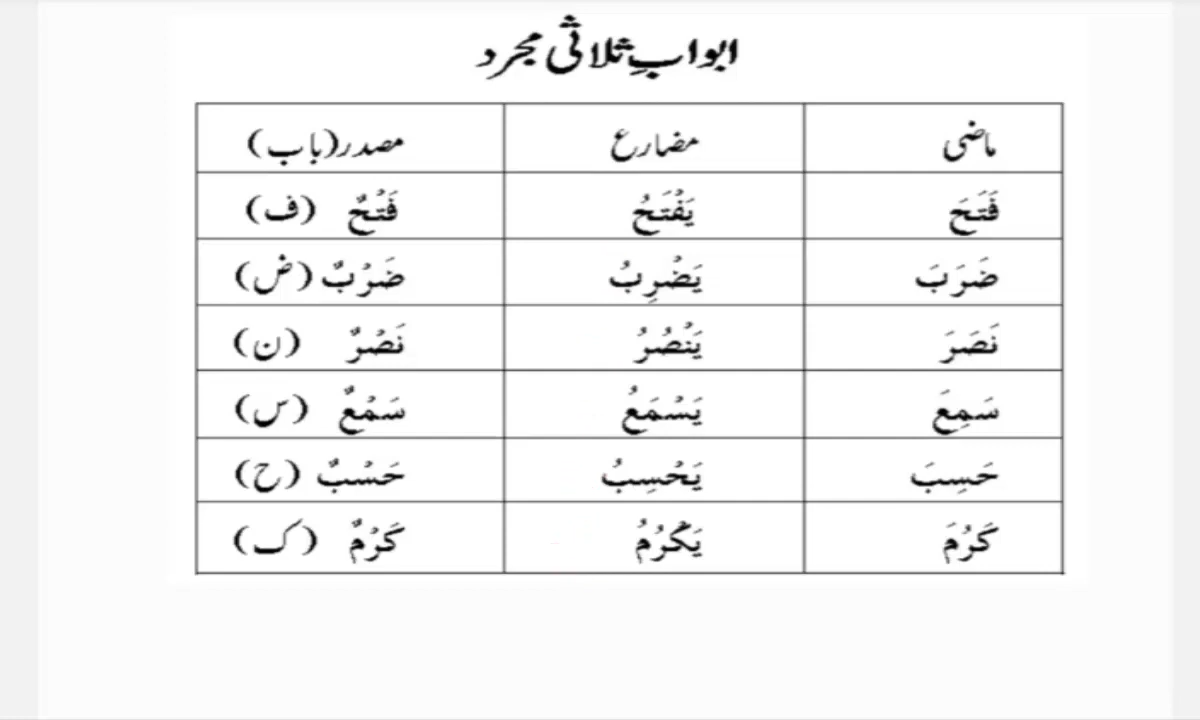 ابوابِ ثلاثی مجرد
ماضی مضارع مصدر(باب)
فَتَحَ يَفْتَحُ فَتْحٌ (ف)
ضَرَبَ يَضْرِبُ ضَرْبٌ (ض)
نَصَرَ يَنْصُرُ نَصْرٌ (ن)
سَمِعَ يَسْمَعُ سَمْعٌ (س)
حَسِبَ يَحْسِبُ حَسْبٌ (ح)
كَرُمَ يَكْرُمُ كَرْمٌ (ک)